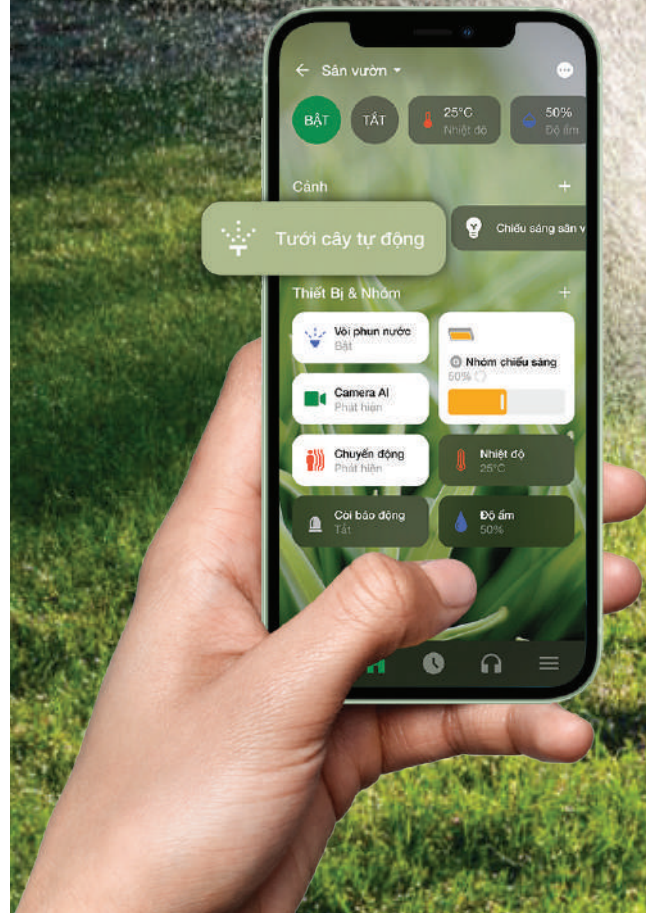 Sân vườn
BẬT
TẮT
25°C
Nhiệt độ
50%
Độ ẩm
Cảnh
Tưới cây tự động
Chiếu sáng sân v
Thiết Bị & Nhóm
Vòi phun nước
Bật
G Nhóm chiếu sáng
50%
Camera AI
Phát hiện
Chuyển động
Phát hiện
Nhiệt độ
25°C
Còi báo động
Tắt
Độ ẩm
50%